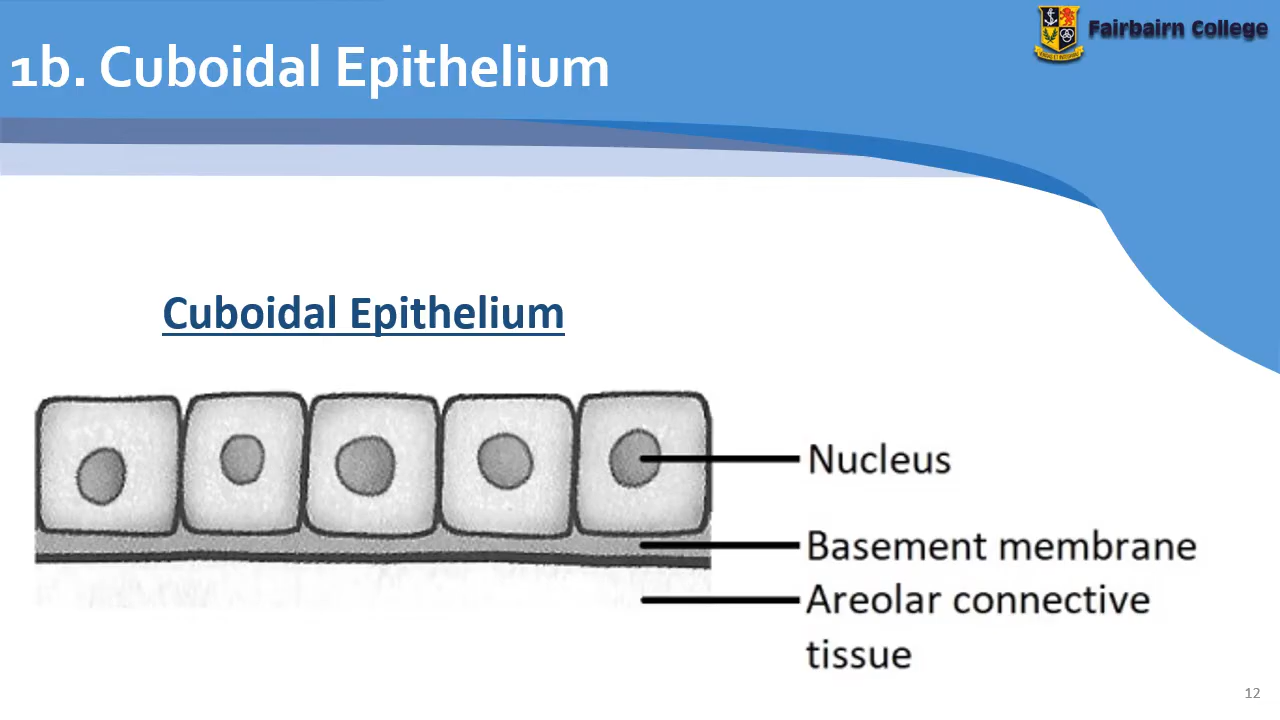 1b. Cuboidal Epithelium
Fairbairn College
Cuboidal Epithelium
Nucleus
Basement membrane
Areolar connective
tissue
12